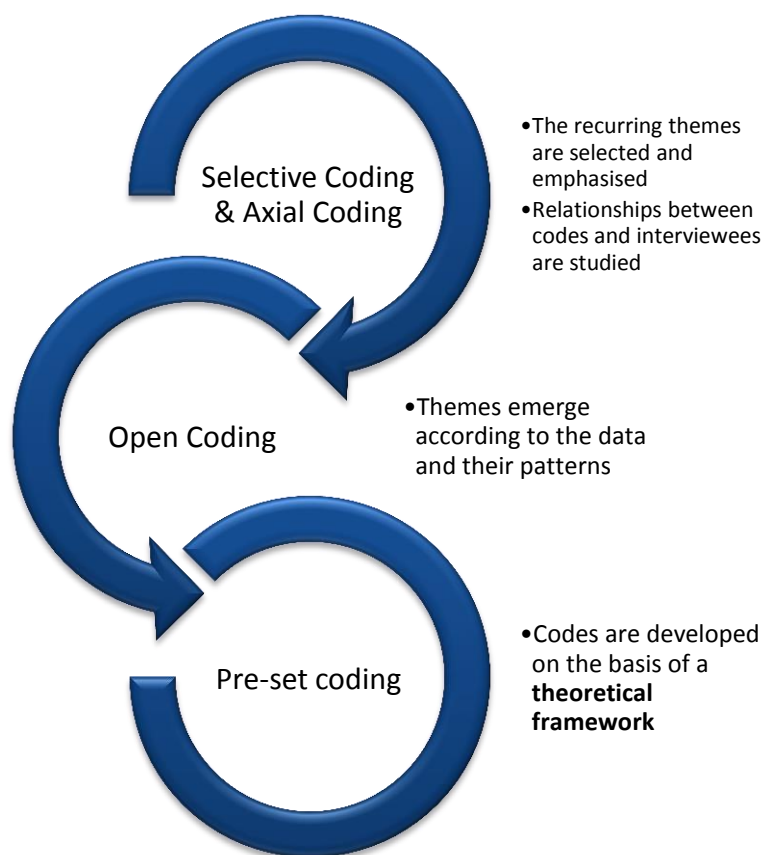 Selective Coding
& Axial Coding
•The recurring themes
are selected and
emphasised
•Relationships between
codes and interviewees
are studied
Open Coding
•Themes emerge
according to the data
and their patterns
Pre-set coding
•Codes are developed
on the basis of a
theoretical
framework